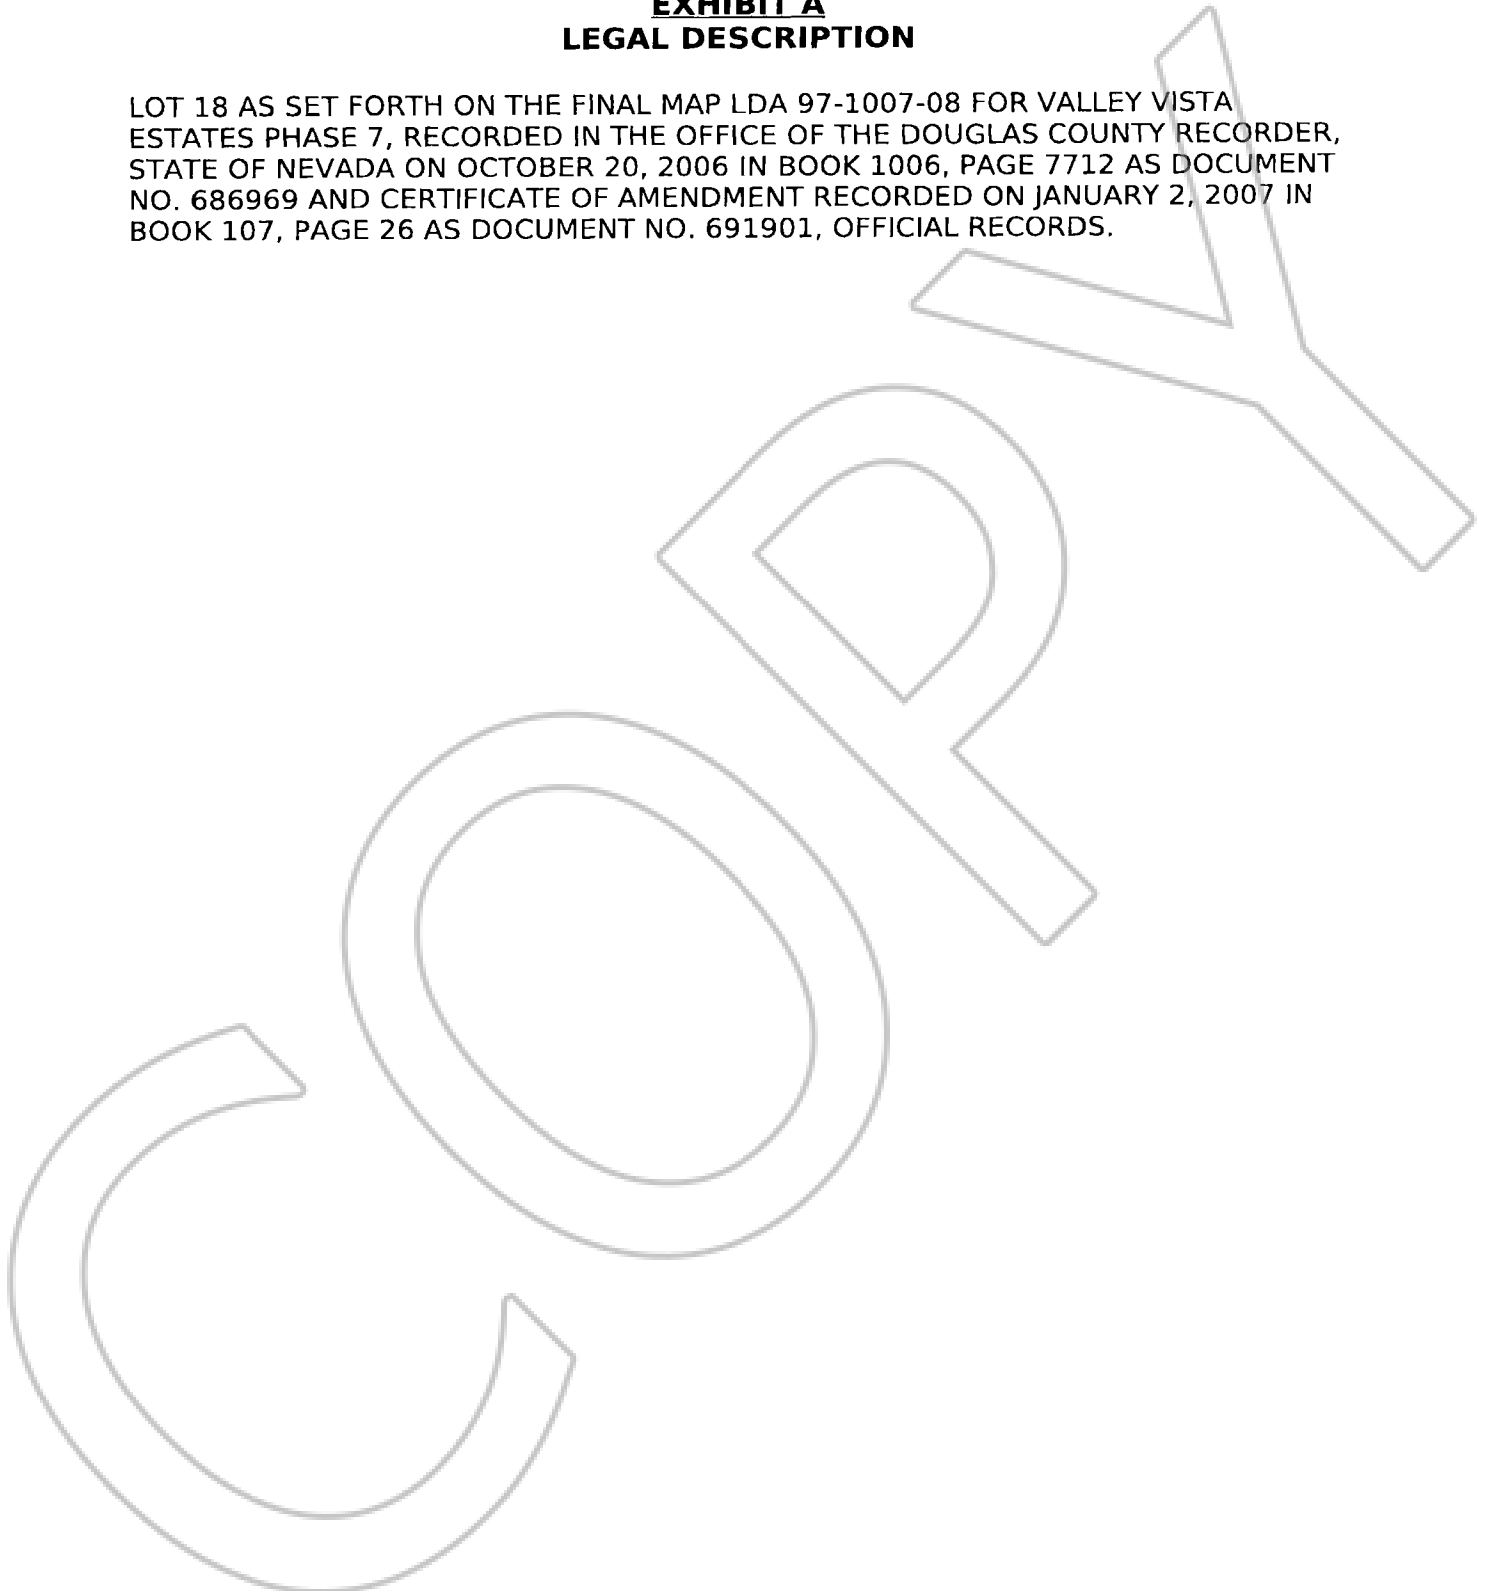 EXHIBIT A
LEGAL DESCRIPTION
LOT 18 AS SET FORTH ON THE FINAL MAP LDA 97-1007-08 FOR VALLEY VISTA
ESTATES PHASE 7, RECORDED IN THE OFFICE OF THE DOUGLAS COUNTY RECORDER,
STATE OF NEVADA ON OCTOBER 20, 2006 IN BOOK 1006, PAGE 7712 AS DOCUMENT
NO. 686969 AND CERTIFICATE OF AMENDMENT RECORDED ON JANUARY 2, 2007 IN
BOOK 107, PAGE 26 AS DOCUMENT NO. 691901, OFFICIAL RECORDS.
COPY